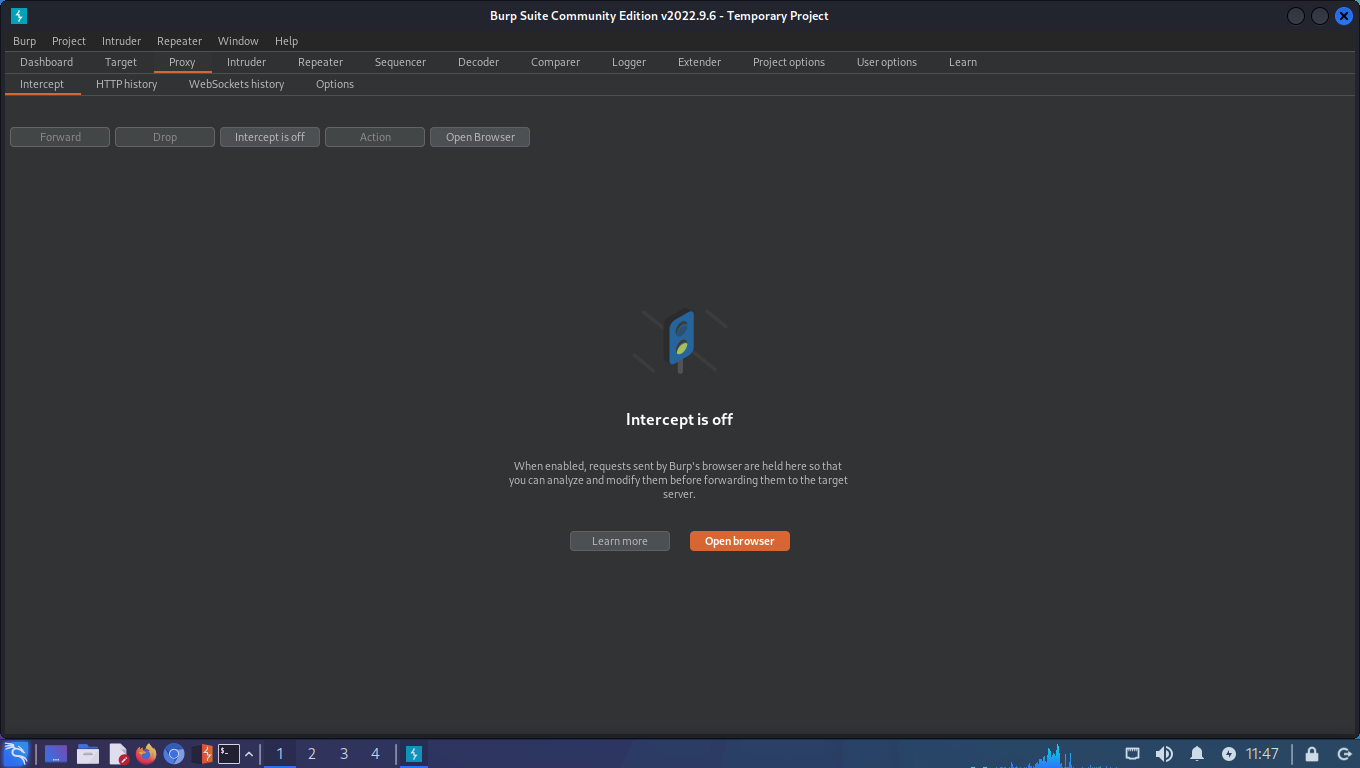 Burp Suite Community Edition v2022.9.6 - Temporary Project
Burp Project Intruder Repeater Window Help
Dashboard Target Proxy Intruder Repeater Sequencer Decoder Comparer Logger Extender Project options User options Learn
Intercept HTTP history WebSockets history Options
Forward Drop Intercept is off Action Open Browser
Intercept is off
When enabled, requests sent by Burp's browser are held here so that
you can analyze and modify them before forwarding them to the target
server.
Learn more Open browser
1 2 3 4 11:47